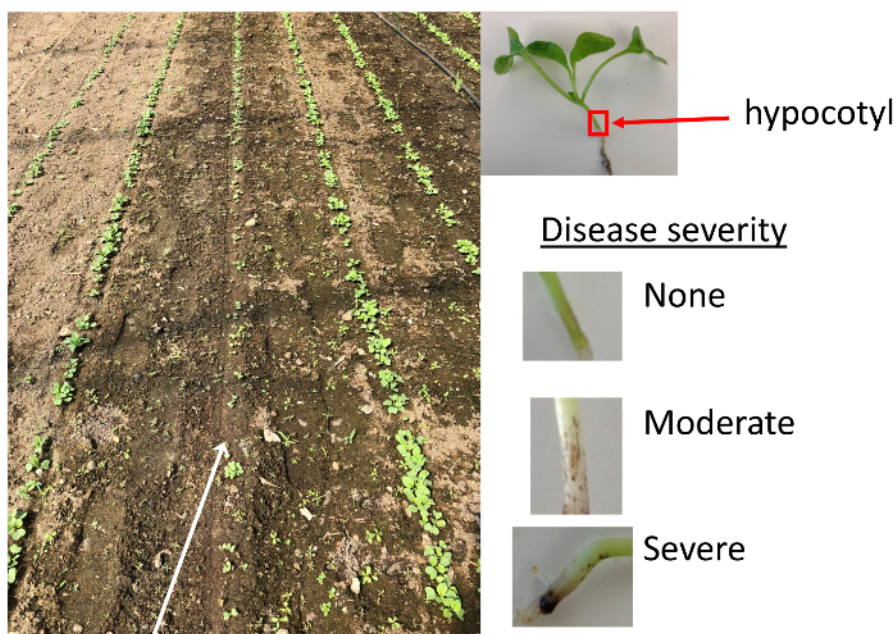 hypocotyl
Disease severity
None
Moderate
Severe